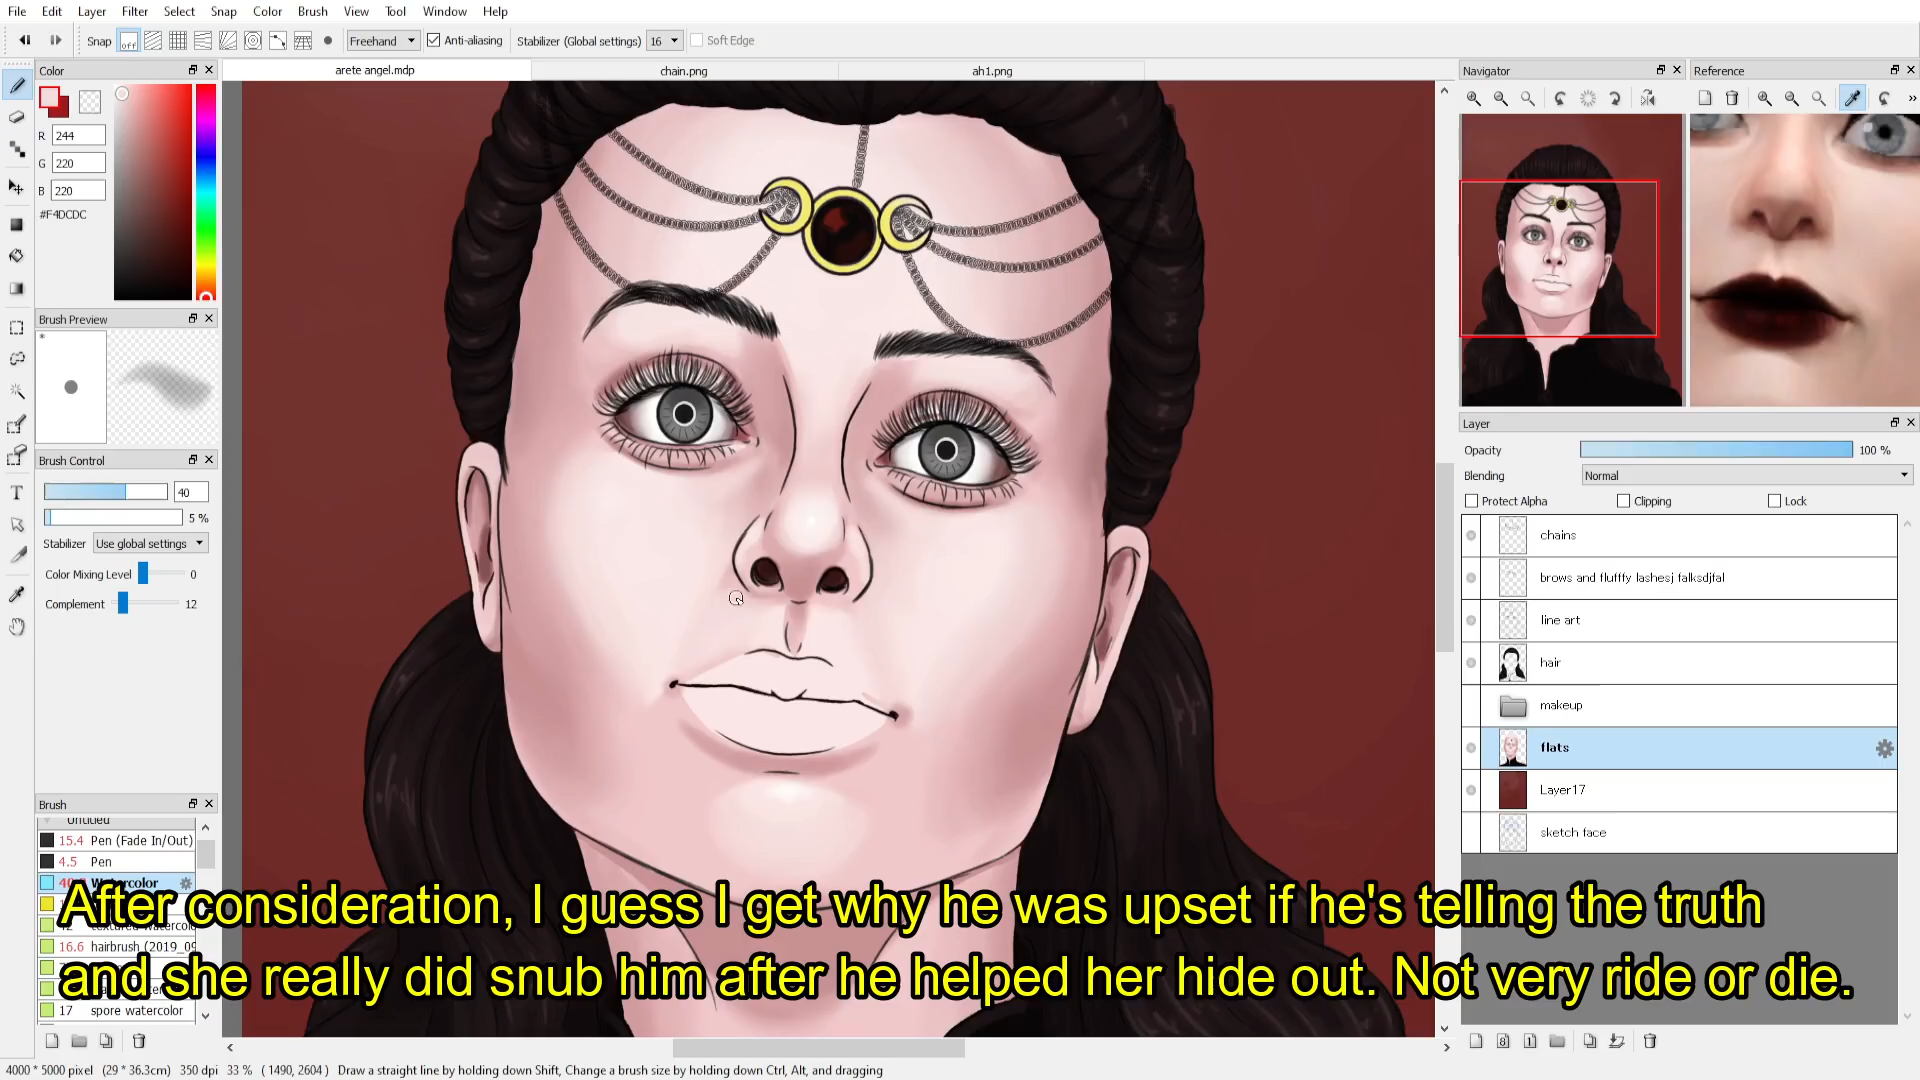 File Edit Layer Filter Select Snap Color Brush View Tool Window Help
Snap off Freehand Anti-aliasing Stabilizer (Global settings) 16 Soft Edge
Color
arete angel.mdp chain.png ah1.png
Navigator
Reference
R 244
G 220
B 220
#F4DCDC
Brush Preview
*
Brush Control
40
5 %
Stabilizer Use global settings
Color Mixing Level 0
Complement 12
Layer
Opacity 100 %
Blending Normal
Protect Alpha Clipping Lock
chains
brows and flufffy lashesj falksdjfal
line art
hair
makeup
flats
Layer17
sketch face
Brush
Untitled
15.4 Pen (Fade In/Out)
4.5 Pen
Watercolor
16.6 hairbrush (2019_09
17 spore watercolor
After consideration, I guess I get why he was upset if he's telling the truth
and she really did snub him after he helped her hide out. Not very ride or die.
4000 * 5000 pixel (29 * 36.3cm) 350 dpi 33 % ( 1490, 2604 ) Draw a straight line by holding down Shift, Change a brush size by holding down Ctrl, Alt, and dragging